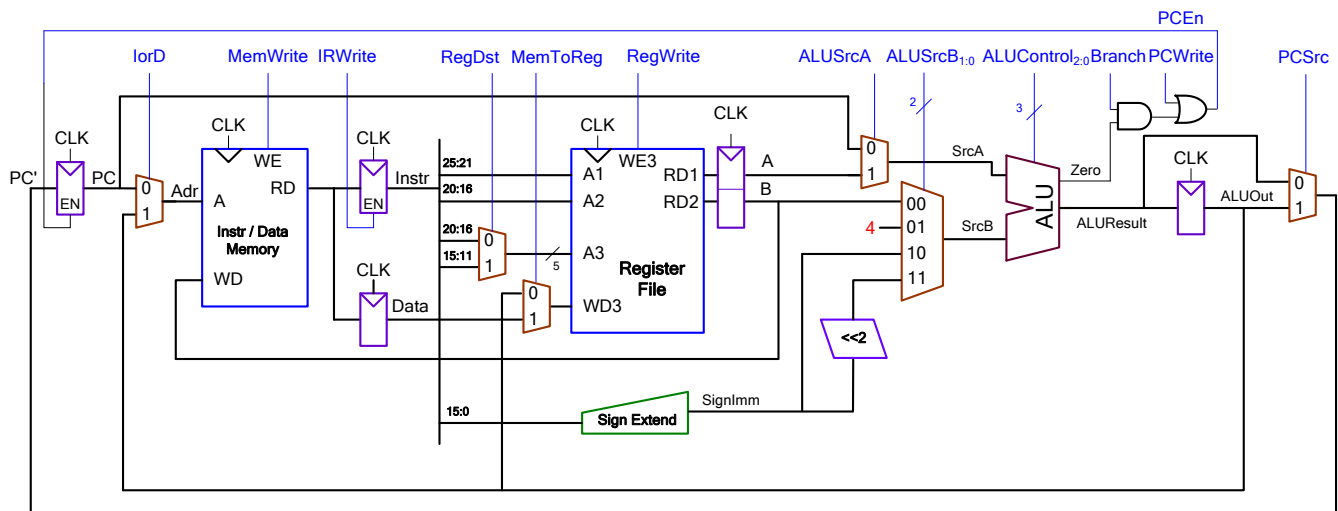 PCEn
IorD MemWrite IRWrite RegDst MemToReg RegWrite ALUSrcA ALUSrcB1:0 ALUControl2:0 Branch PCWrite PCSrc
2
3
CLK CLK CLK CLK CLK CLK
PC' PC EN
0
1
Adr
WE
RD
A
Instr / Data
Memory
WD
EN
Instr
CLK
Data
25:21
20:16
20:16
15:11
15:0
0
1
5
0
1
WE3
A1 RD1
A2 RD2
A3
Register
File
WD3
A
B
0
1
SrcA
00
4 01
10
11
SrcB
<<2
Sign Extend
SignImm
ALU
Zero
ALUResult
ALUOut
0
1